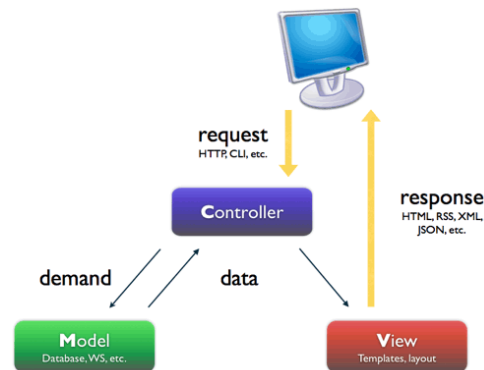 request
HTTP, CLI, etc.
response
HTML, RSS, XML,
JSON, etc.
Controller
demand
data
Model
Database, WS, etc.
View
Templates, layout